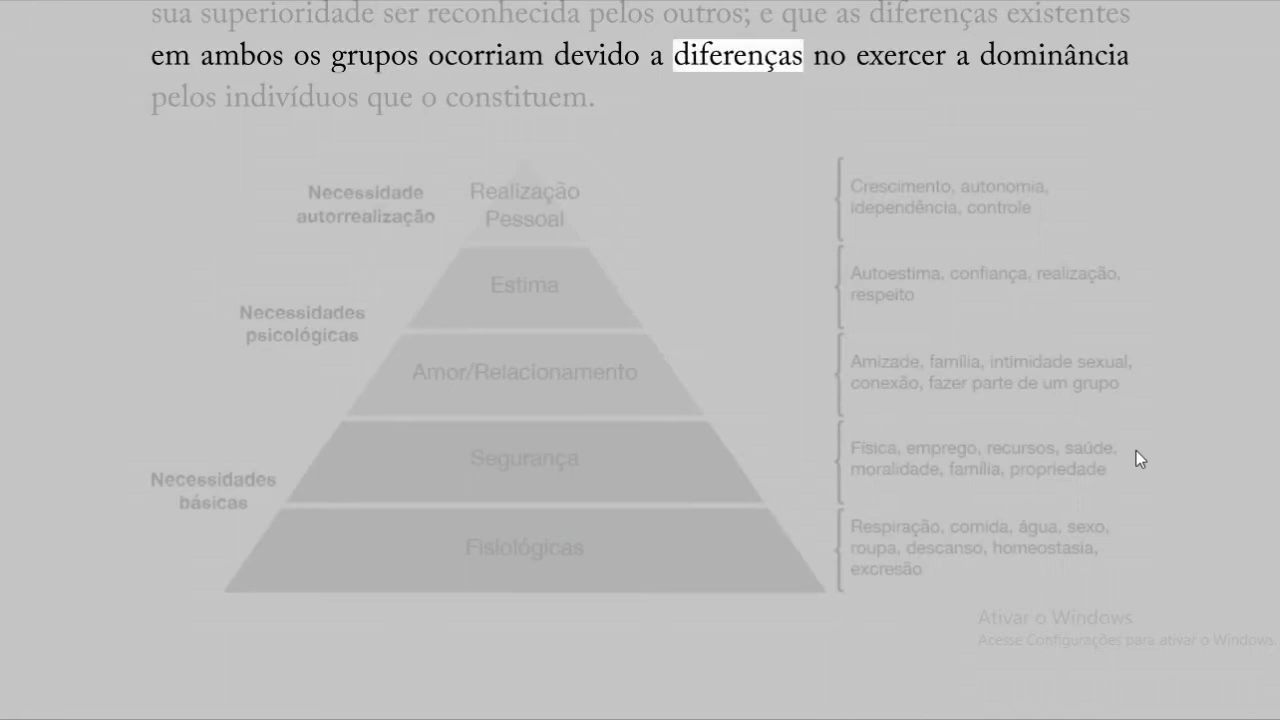 sua superioridade ser reconhecida pelos outros; e que as diferenças existentes
em ambos os grupos ocorriam devido a diferenças no exercer a dominância
pelos indivíduos que o constituem.
Necessidade
autorrealização
Realização
Pessoal
Crescimento, autonomia,
idependência, controle
Necessidades
psicológicas
Estima
Autoestima, confiança, realização,
respeito
Amor/Relacionamento
Amizade, família, intimidade sexual,
conexão, fazer parte de um grupo
Necessidades
básicas
Segurança
Física, emprego, recursos, saúde,
moralidade, família, propriedade
Fisiológicas
Respiração, comida, água, sexo,
roupa, descanso, homeostasia,
excresão
Ativar o Windows
Acesse Configurações para ativar o Windows.